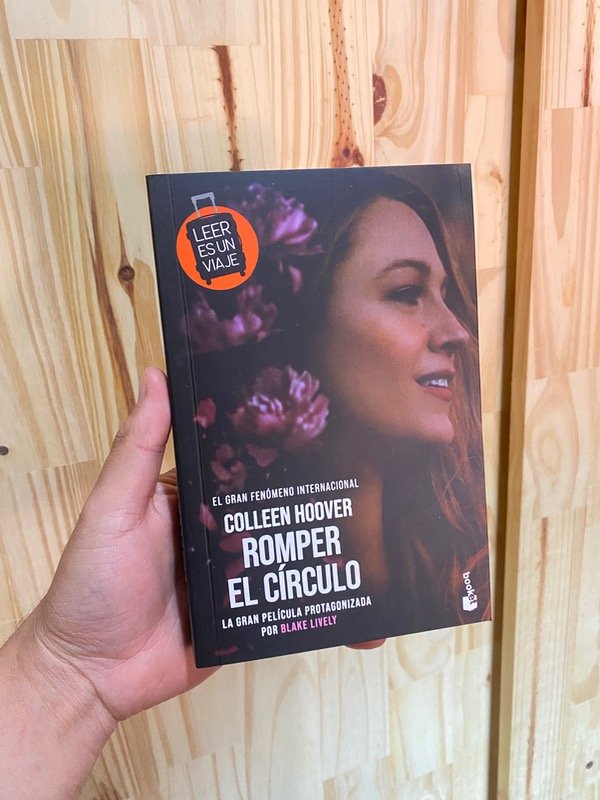 LEER
ES UN
VIAJE
EL GRAN FENÓMENO INTERNACIONAL
COLLEEN HOOVER
ROMPER
EL CÍRCULO
LA GRAN PELÍCULA PROTAGONIZADA
POR BLAKE LIVELY
booket